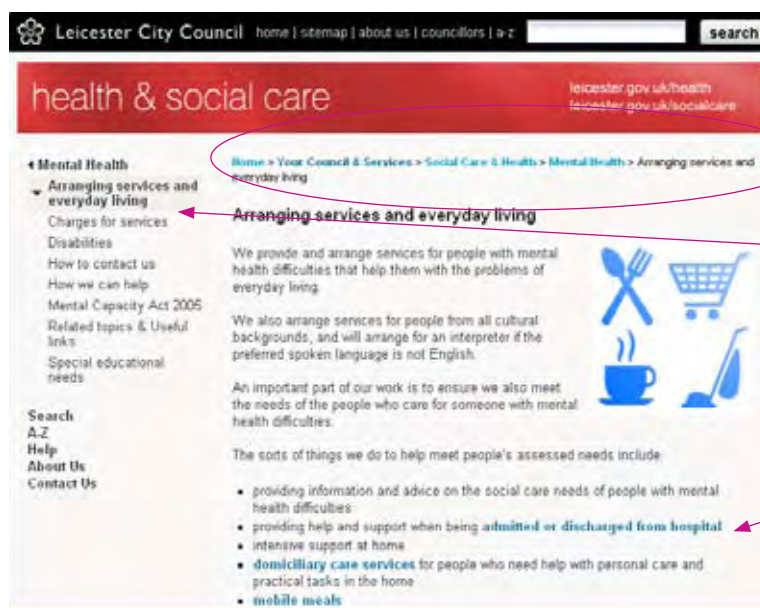 Leicester City Council home | sitemap | about us | councillors | a-z search
health & social care
leicester.gov.uk/health
leicester.gov.uk/socialcare
Mental Health
Arranging services and
everyday living
Charges for services
Disabilities
How to contact us
How we can help
Mental Capacity Act 2005
Related topics & Useful
links
Special educational
needs
Search
A-Z
Help
About Us
Contact Us
Home > Your Council & Services > Social Care & Health > Mental Health > Arranging services and
everyday living
Arranging services and everyday living
We provide and arrange services for people with mental
health difficulties that help them with the problems of
everyday living.
We also arrange services for people from all cultural
backgrounds, and will arrange for an interpreter if the
preferred spoken language is not English.
An important part of our work is to ensure we also meet
the needs of the people who care for someone with mental
health difficulties.
The sorts of things we do to help meet people's assessed needs include
• providing information and advice on the social care needs of people with mental
health difficulties
• providing help and support when being admitted or discharged from hospital
• intensive support at home
• domiciliary care services for people who need help with personal care and
practical tasks in the home
• mobile meals